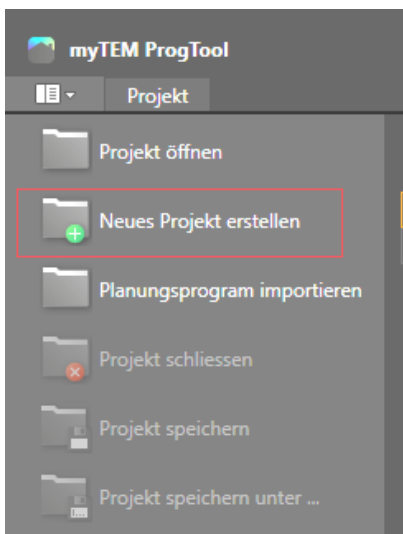 myTEM ProgTool
Projekt
Projekt öffnen
Neues Projekt erstellen
Planungsprogram importieren
Projekt schliessen
Projekt speichern
Projekt speichern unter ...